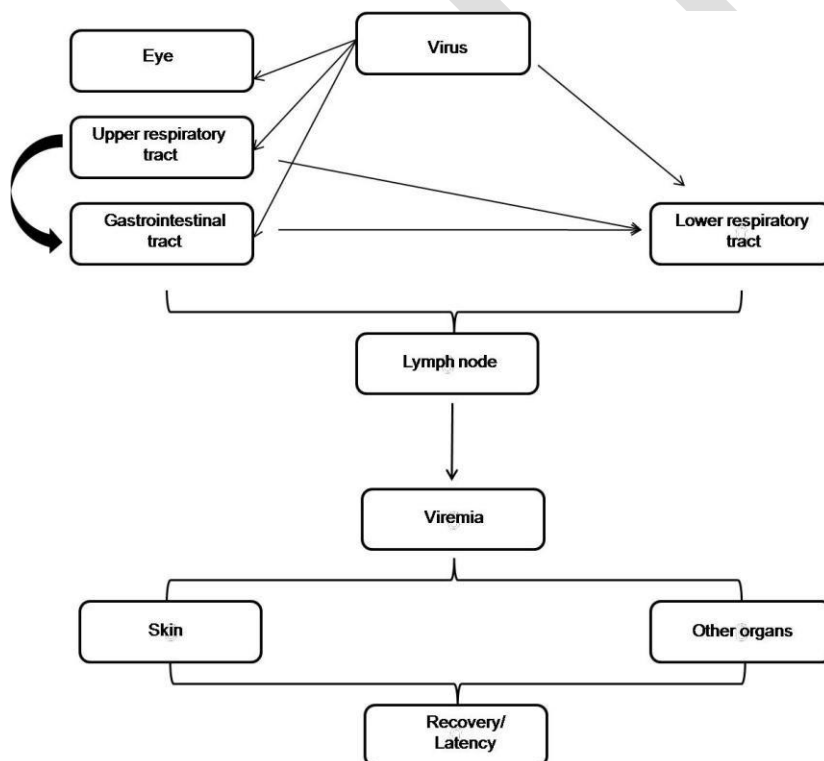 Eye
Virus
Upper respiratory
tract
Gastrointestinal
tract
Lower respiratory
tract
Lymph node
Viremia
Skin
Other organs
Recovery/
Latency